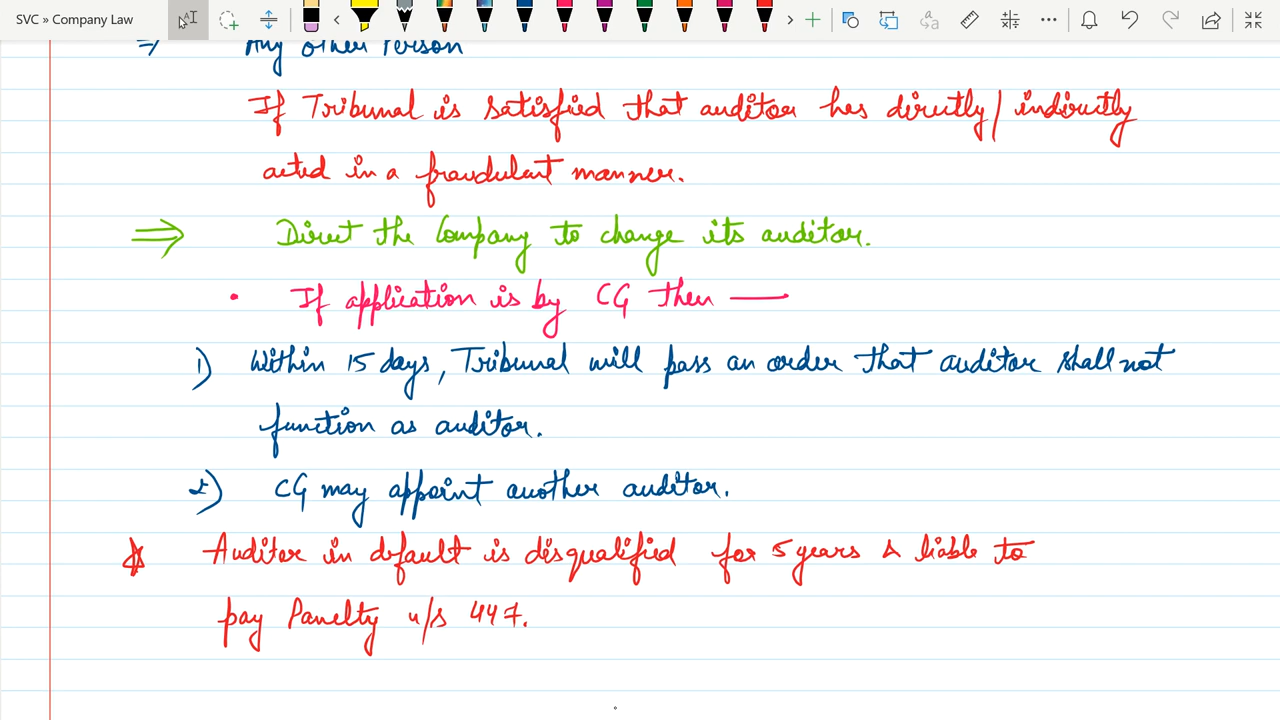 SVC » Company Law
⇒ Any other Person
If Tribunal is satisfied that auditor has directly/indirectly
acted in a fraudulant manner.
⇒ Direct the Company to change its auditor.
• If application is by CG then —
1) Within 15 days, Tribunal will pass an order that auditor shall not
function as auditor.
2) CG may appoint another auditor.
☆ Auditor in default is disqualified for 5 years & liable to
pay Panelty u/s 447.